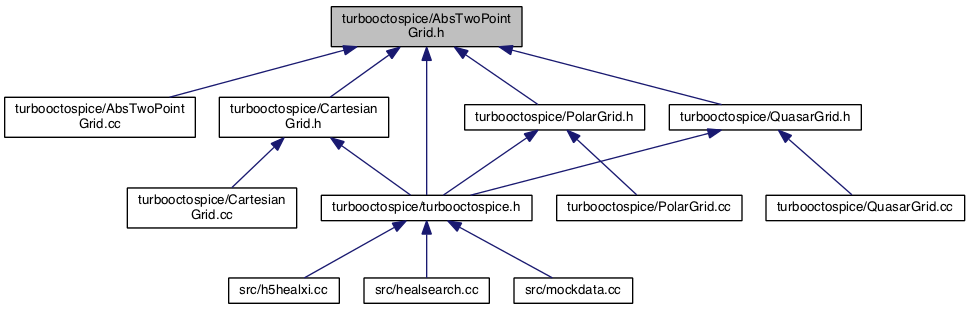 turbooctospice/AbsTwoPoint
Grid.h
turbooctospice/AbsTwoPoint
Grid.cc
turbooctospice/Cartesian
Grid.h
turbooctospice/PolarGrid.h
turbooctospice/QuasarGrid.h
turbooctospice/Cartesian
Grid.cc
turbooctospice/turbooctospice.h
turbooctospice/PolarGrid.cc
turbooctospice/QuasarGrid.cc
src/h5healxi.cc
src/healsearch.cc
src/mockdata.cc